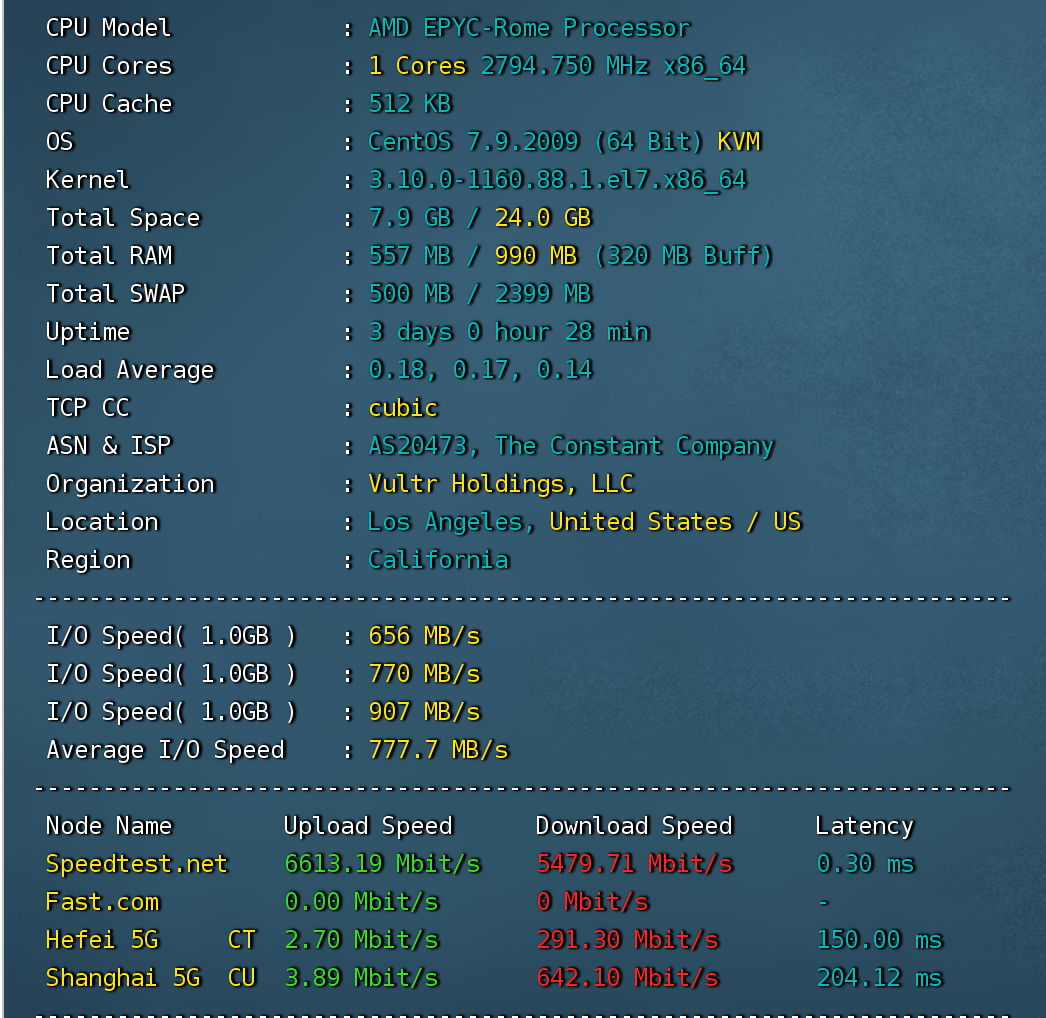 CPU Model : AMD EPYC-Rome Processor
CPU Cores : 1 Cores 2794.750 MHz x86_64
CPU Cache : 512 KB
OS : CentOS 7.9.2009 (64 Bit) KVM
Kernel : 3.10.0-1160.88.1.el7.x86_64
Total Space : 7.9 GB / 24.0 GB
Total RAM : 557 MB / 990 MB (320 MB Buff)
Total SWAP : 500 MB / 2399 MB
Uptime : 3 days 0 hour 28 min
Load Average : 0.18, 0.17, 0.14
TCP CC : cubic
ASN & ISP : AS20473, The Constant Company
Organization : Vultr Holdings, LLC
Location : Los Angeles, United States / US
Region : California
----------------------------------------------------------------------
I/O Speed( 1.0GB ) : 656 MB/s
I/O Speed( 1.0GB ) : 770 MB/s
I/O Speed( 1.0GB ) : 907 MB/s
Average I/O Speed : 777.7 MB/s
----------------------------------------------------------------------
Node Name Upload Speed Download Speed Latency
Speedtest.net 6613.19 Mbit/s 5479.71 Mbit/s 0.30 ms
Fast.com 0.00 Mbit/s 0 Mbit/s -
Hefei 5G CT 2.70 Mbit/s 291.30 Mbit/s 150.00 ms
Shanghai 5G CU 3.89 Mbit/s 642.10 Mbit/s 204.12 ms
----------------------------------------------------------------------